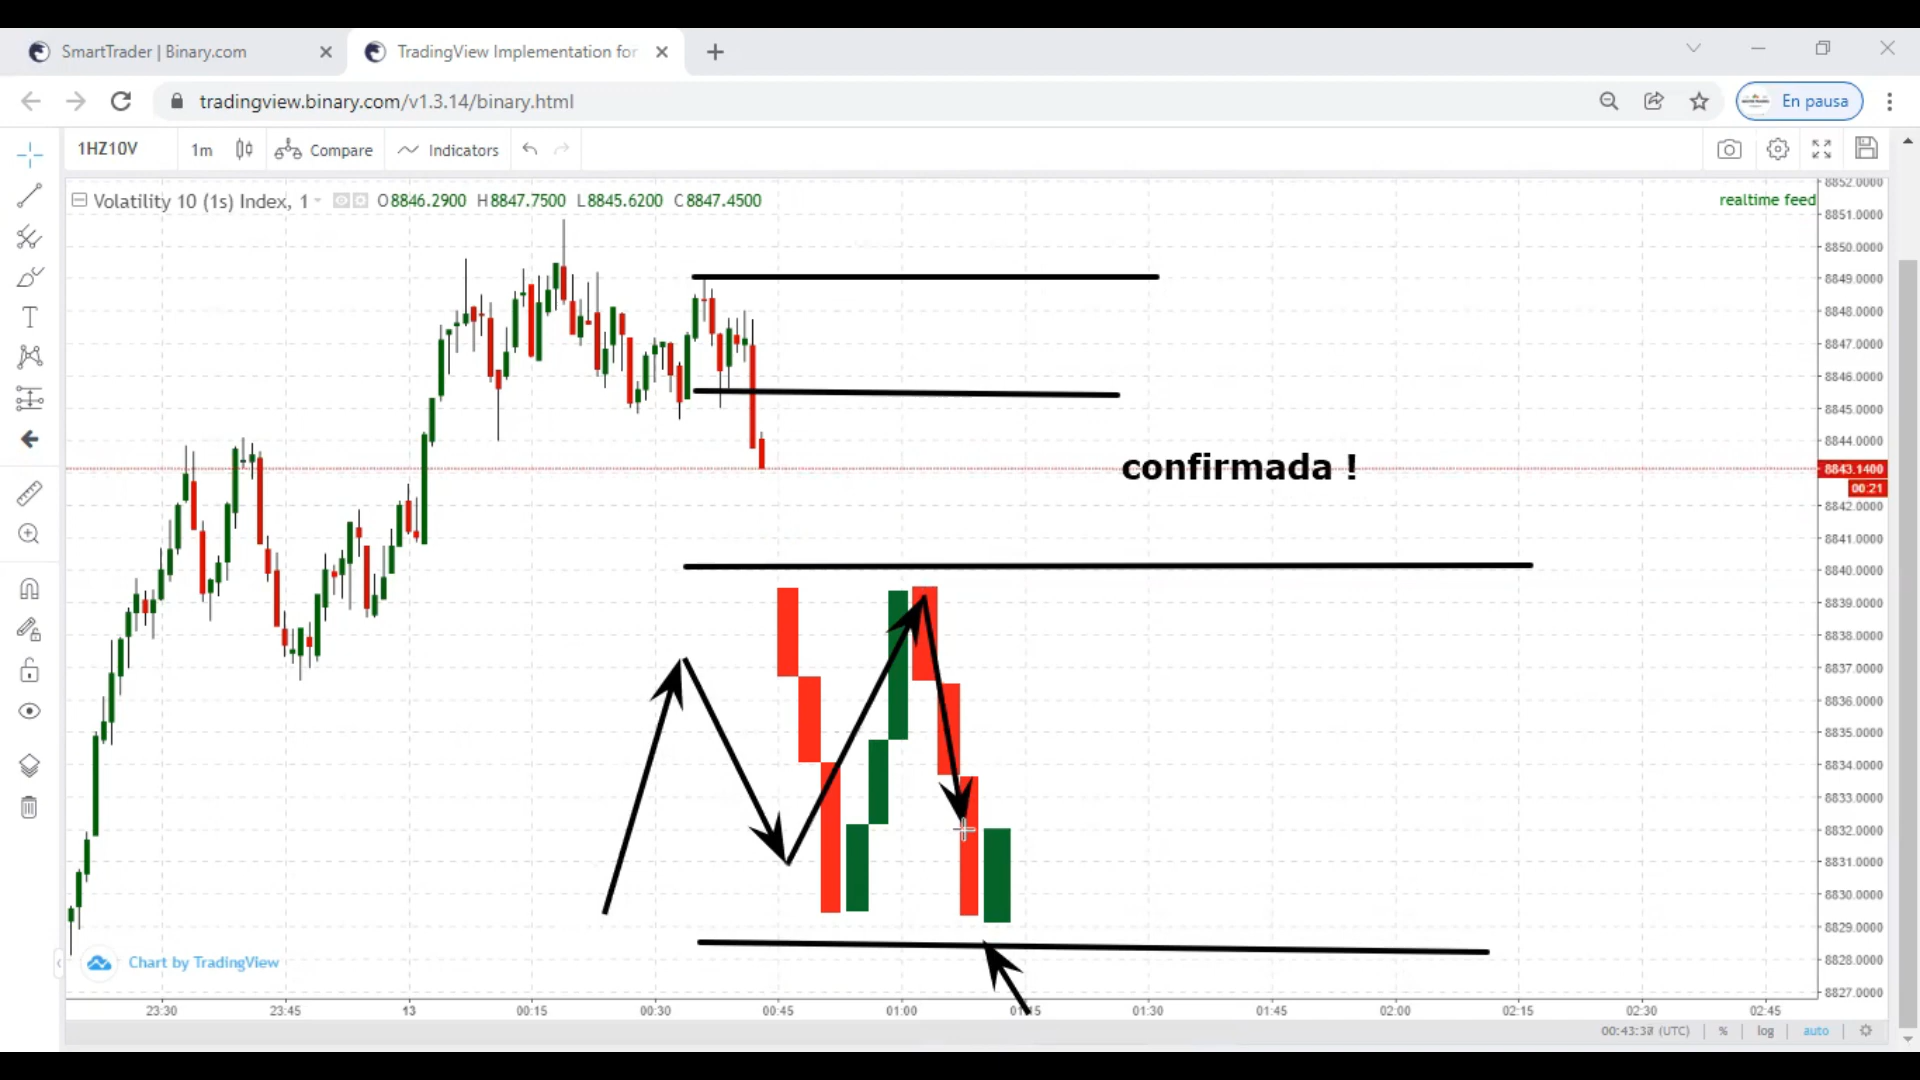 SmartTrader | Binary.com
TradingView Implementation for
tradingview.binary.com/v1.3.14/binary.html
En pausa
1HZ10V
1m
Compare
Indicators
Volatility 10 (1s) Index, 1
O8846.2900 H8847.7500 L8845.6200 C8847.4500
realtime feed
8852.0000
8851.0000
8850.0000
8849.0000
8848.0000
8847.0000
8846.0000
8845.0000
8844.0000
confirmada !
8843.1400
00:21
8842.0000
8841.0000
8840.0000
8839.0000
8838.0000
8837.0000
8836.0000
8835.0000
8834.0000
8833.0000
8832.0000
8831.0000
8830.0000
8829.0000
8828.0000
8827.0000
Chart by TradingView
23:30 23:45 13 00:15 00:30 00:45 01:00 01:15 01:30 01:45 02:00 02:15 02:30 02:45
(UTC) % log auto